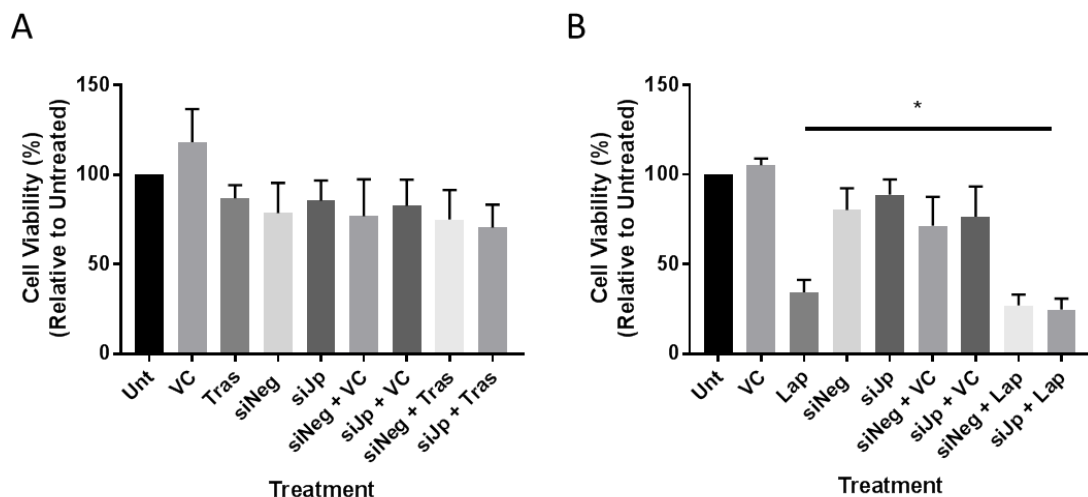 A
Cell Viability (%)
(Relative to Untreated)
150
100
50
0
Unt
VC
Tras
siNeg
siJp
siNeg + VC
siJp + VC
siNeg + Tras
siJp + Tras
Treatment
B
Cell Viability (%)
(Relative to Untreated)
150
100
50
0
*
Unt
VC
Lap
siNeg
siJp
siNeg + VC
siJp + VC
siNeg + Lap
siJp + Lap
Treatment